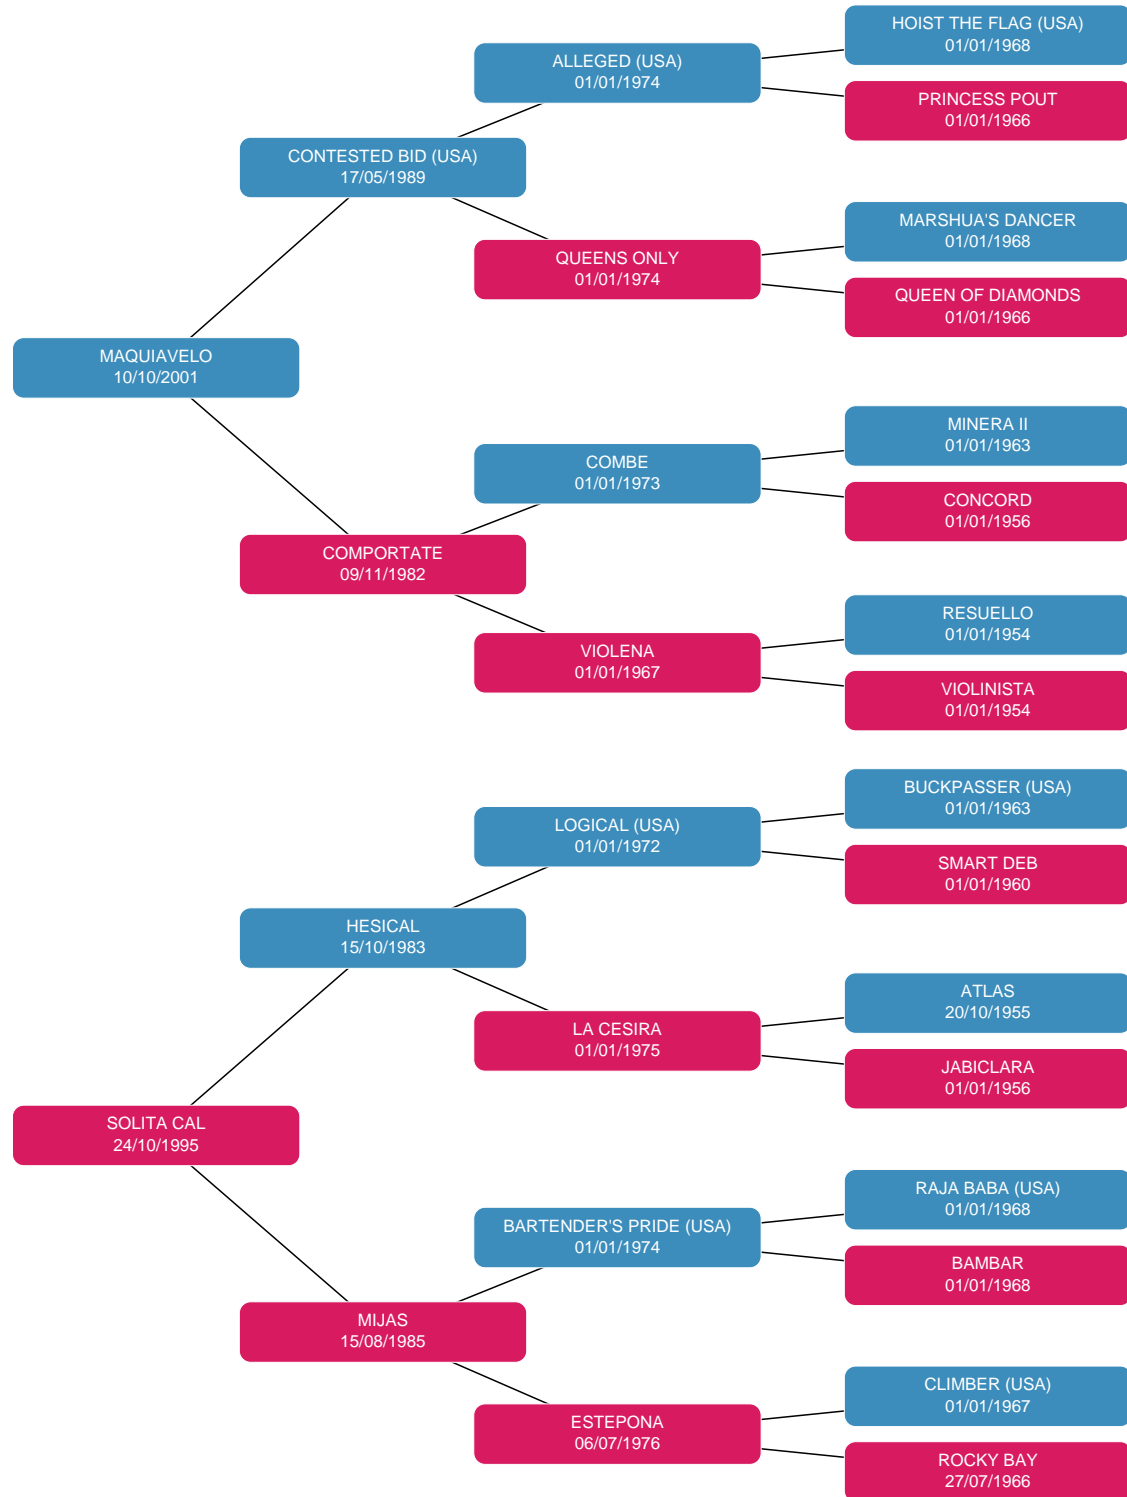 HOIST THE FLAG (USA)
01/01/1968
ALLEGED (USA)
01/01/1974
PRINCESS POUT
01/01/1966
CONTESTED BID (USA)
17/05/1989
MARSHUA'S DANCER
01/01/1968
QUEENS ONLY
01/01/1974
QUEEN OF DIAMONDS
01/01/1966
MAQUIAVELO
10/10/2001
MINERA II
01/01/1963
COMBE
01/01/1973
CONCORD
01/01/1956
COMPORTATE
09/11/1982
RESUELLO
01/01/1954
VIOLENA
01/01/1967
VIOLINISTA
01/01/1954
BUCKPASSER (USA)
01/01/1963
LOGICAL (USA)
01/01/1972
SMART DEB
01/01/1960
HESICAL
15/10/1983
ATLAS
20/10/1955
LA CESIRA
01/01/1975
JABICLARA
01/01/1956
SOLITA CAL
24/10/1995
RAJA BABA (USA)
01/01/1968
BARTENDER'S PRIDE (USA)
01/01/1974
BAMBAR
01/01/1968
MIJAS
15/08/1985
CLIMBER (USA)
01/01/1967
ESTEPONA
06/07/1976
ROCKY BAY
27/07/1966